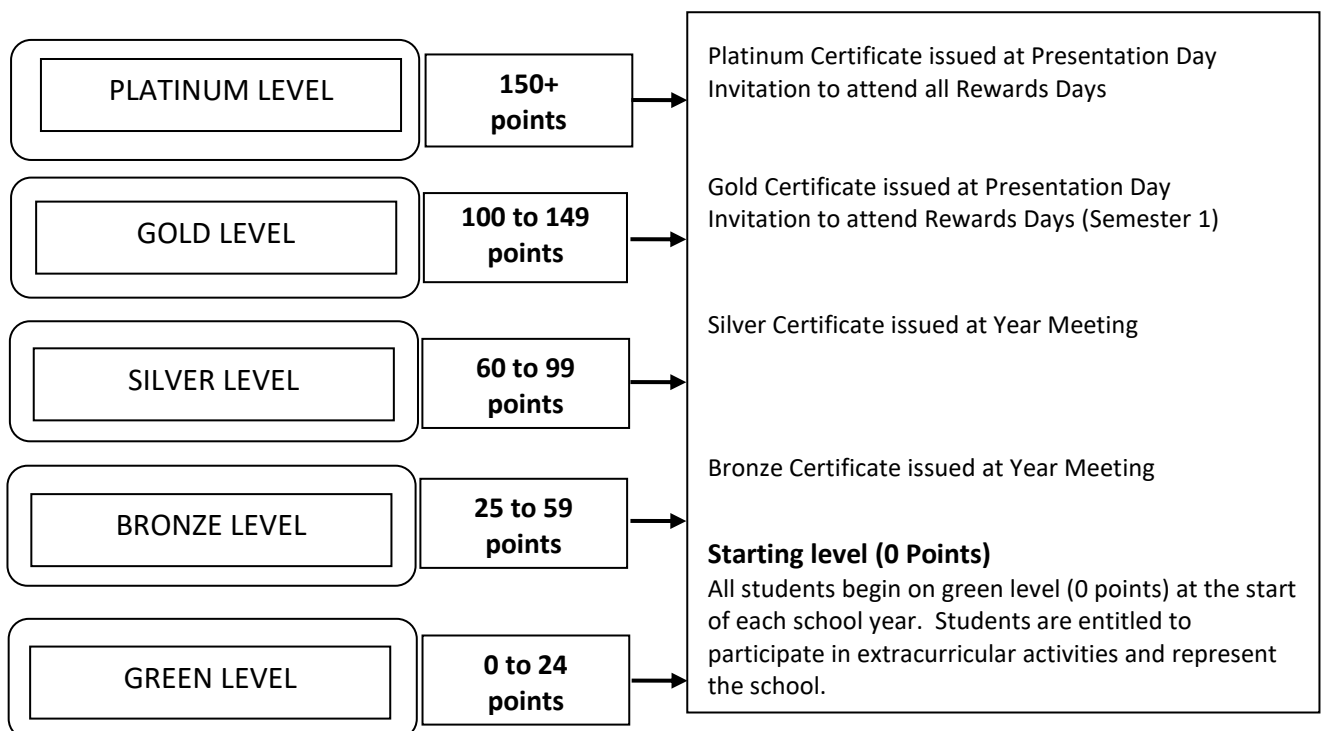 PLATINUM LEVEL
150+
points
Platinum Certificate issued at Presentation Day
Invitation to attend all Rewards Days
GOLD LEVEL
100 to 149
points
Gold Certificate issued at Presentation Day
Invitation to attend Rewards Days (Semester 1)
SILVER LEVEL
60 to 99
points
Silver Certificate issued at Year Meeting
BRONZE LEVEL
25 to 59
points
Bronze Certificate issued at Year Meeting
GREEN LEVEL
0 to 24
points
Starting level (0 Points)
All students begin on green level (0 points) at the start
of each school year.  Students are entitled to
participate in extracurricular activities and represent
the school.